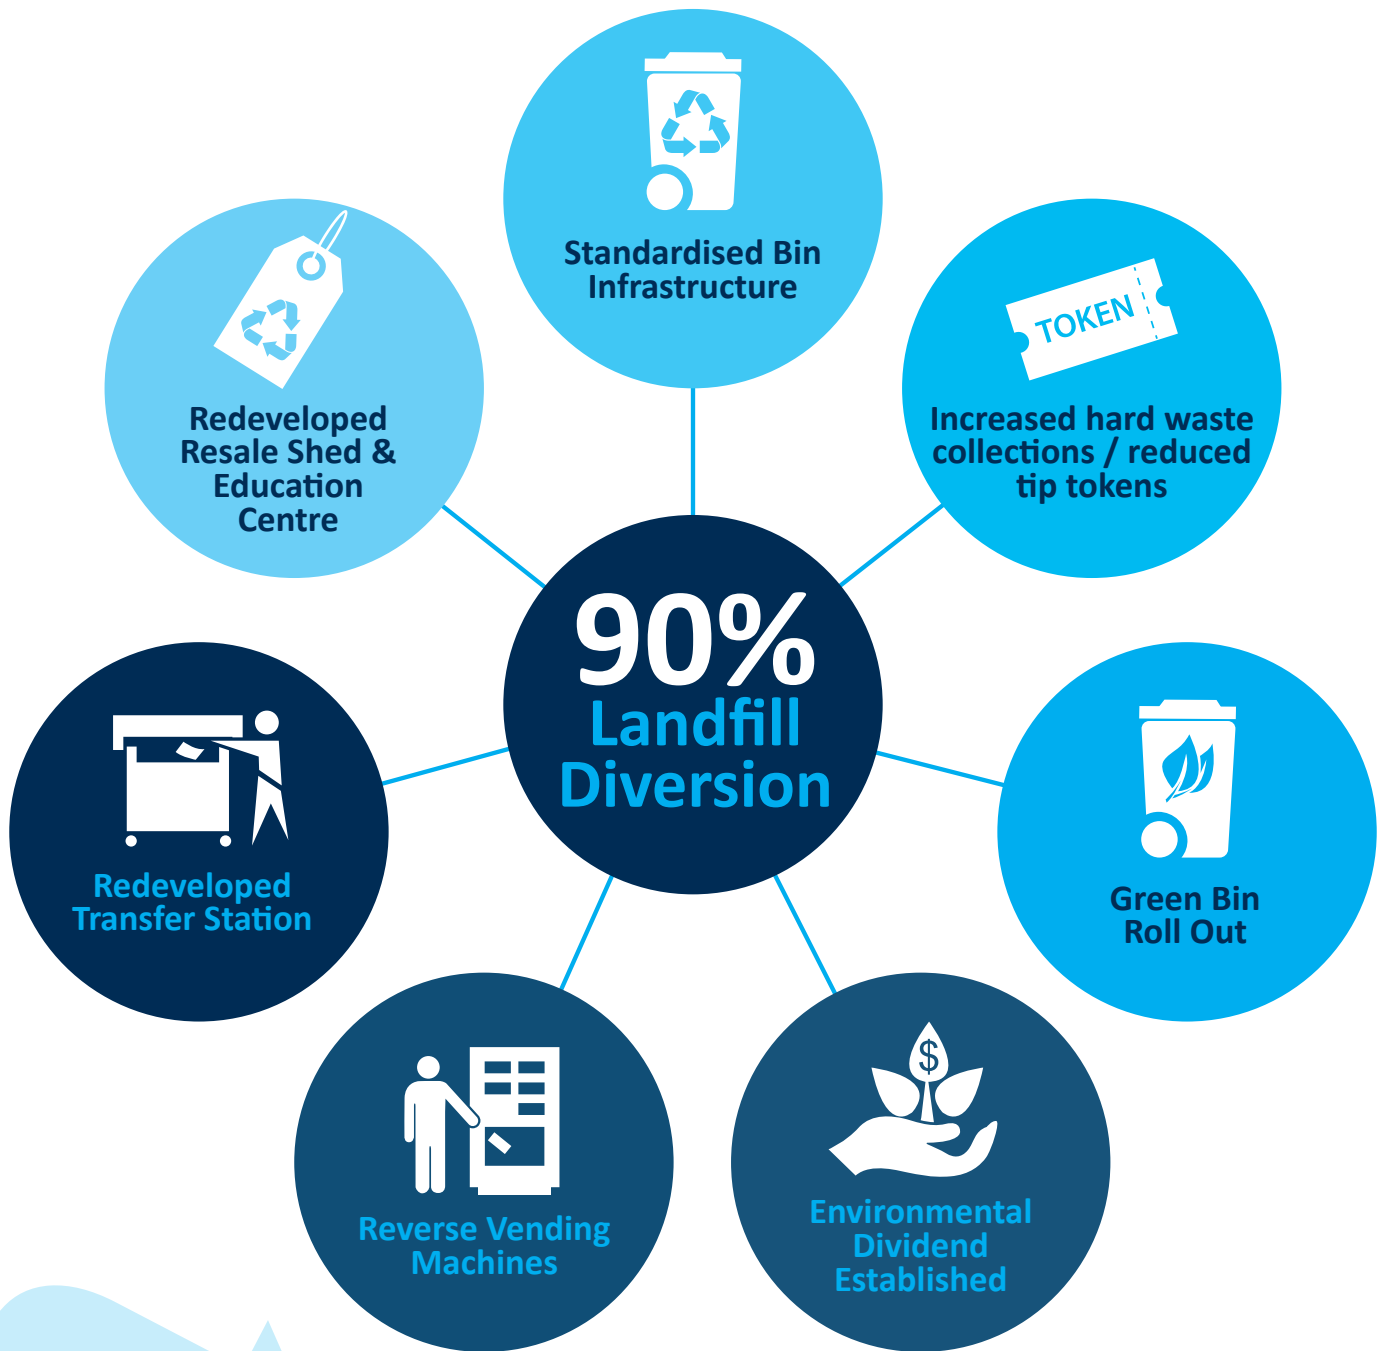 Standardised Bin
Infrastructure
TOKEN
Increased hard waste
collections / reduced
tip tokens
Redeveloped
Resale Shed &
Education
Centre
90%
Landfill
Diversion
Green Bin
Roll Out
Redeveloped
Transfer Station
$
Environmental
Dividend
Established
Reverse Vending
Machines